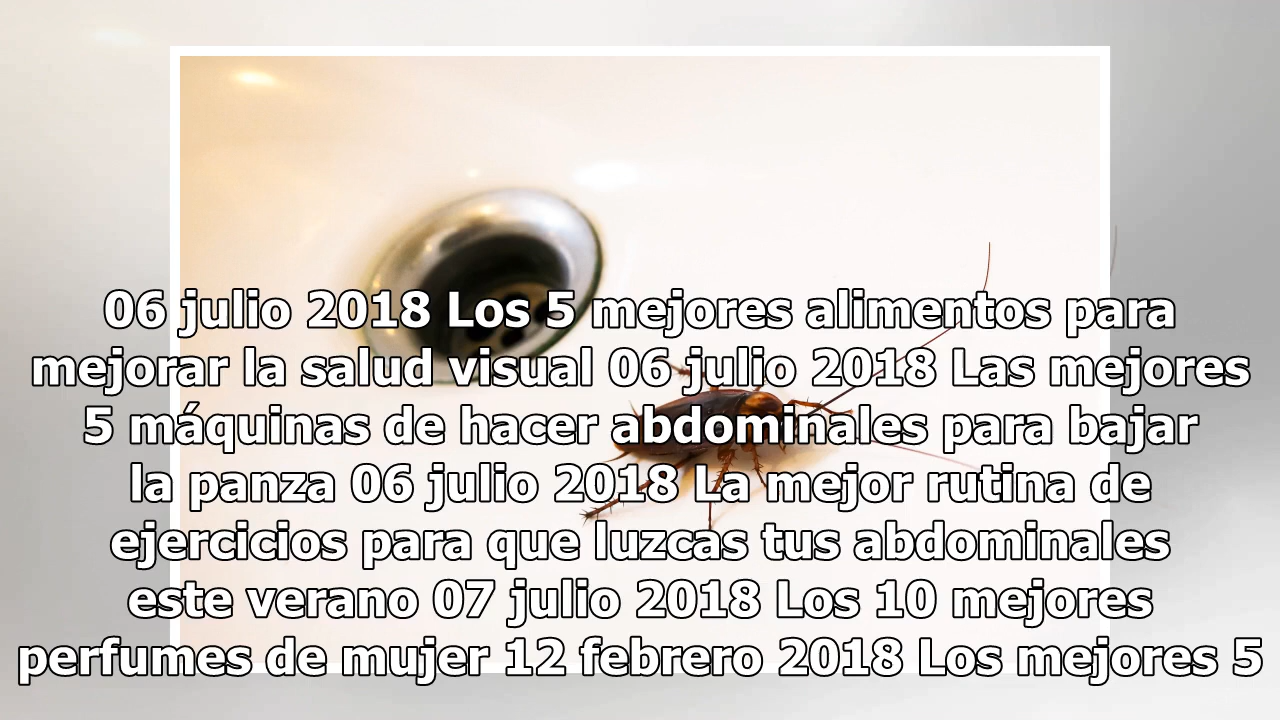 06 julio 2018 Los 5 mejores alimentos para
mejorar la salud visual 06 julio 2018 Las mejores
5 máquinas de hacer abdominales para bajar
la panza 06 julio 2018 La mejor rutina de
ejercicios para que luzcas tus abdominales
este verano 07 julio 2018 Los 10 mejores
perfumes de mujer 12 febrero 2018 Los mejores 5